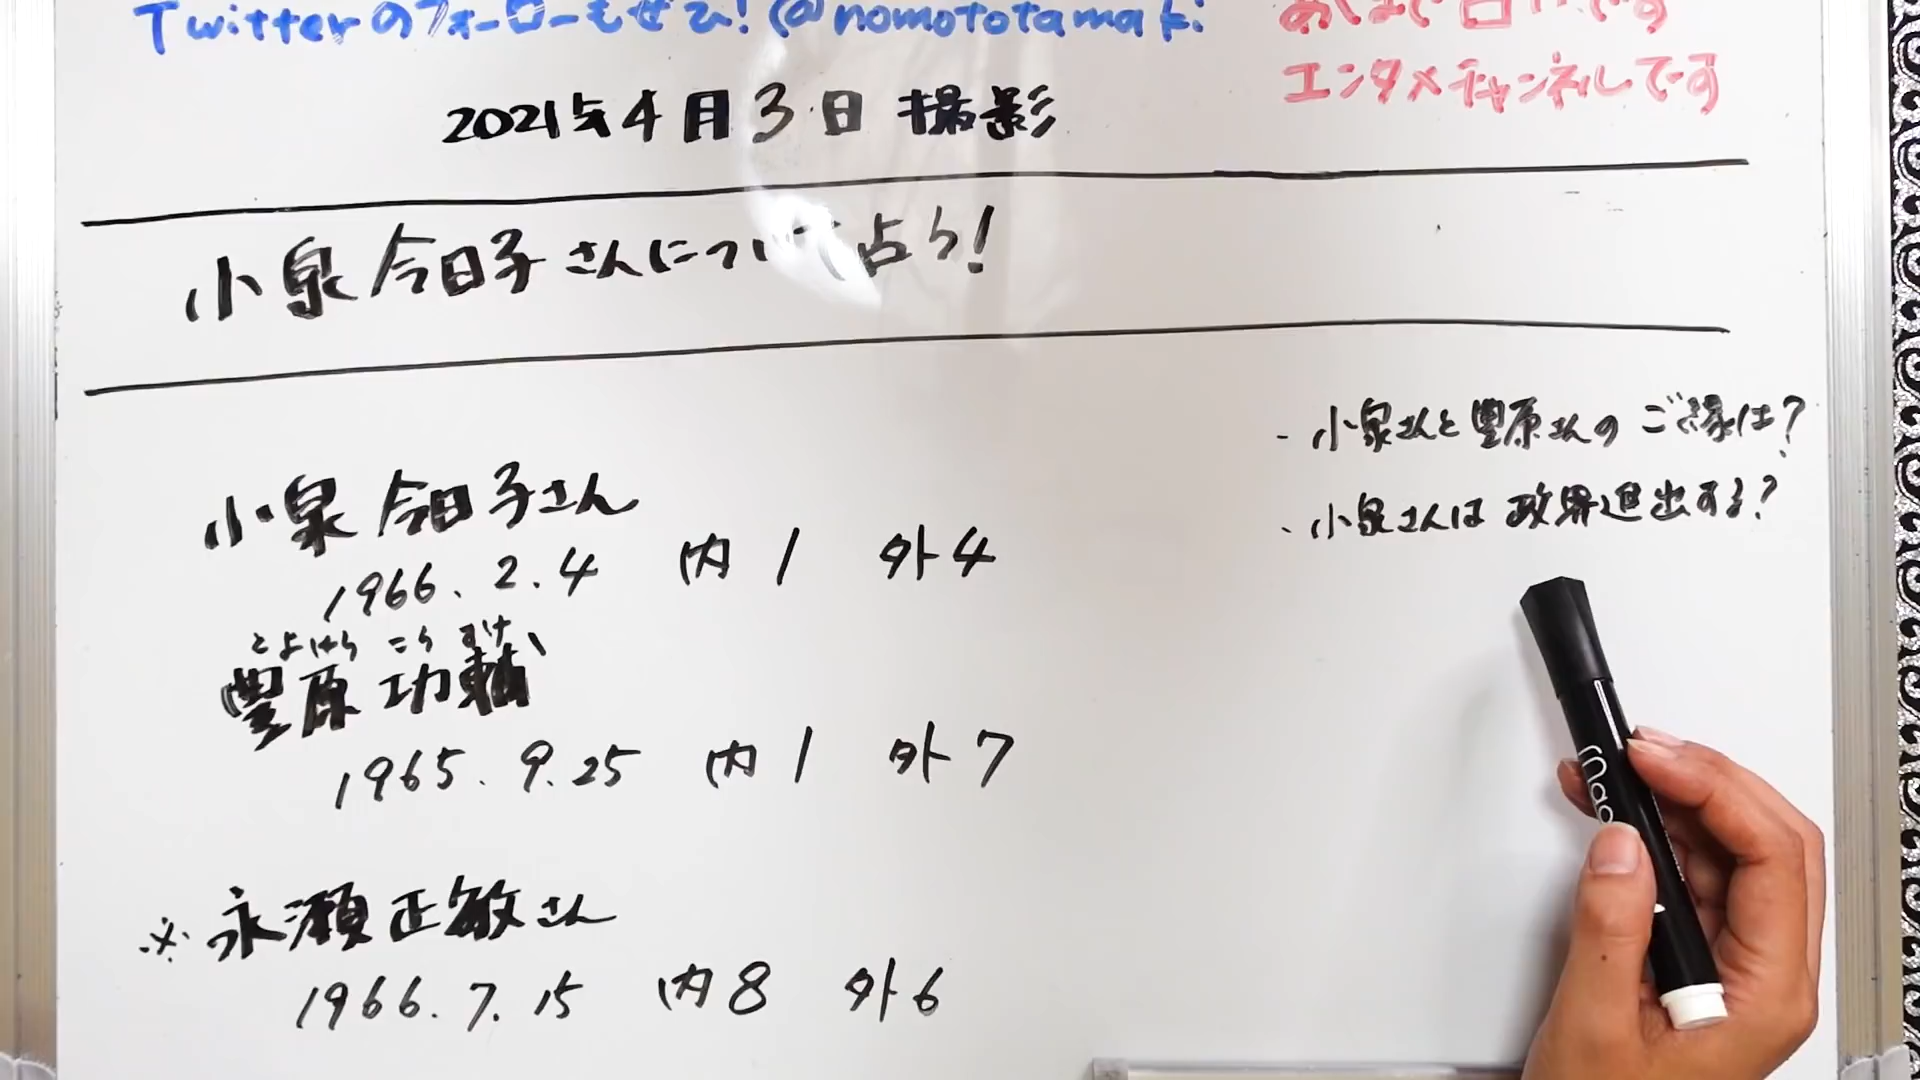 Twitterのフォローもぜひ!(@nomototamaki
エンタメチャンネルです
2021年4月3日 撮影
小泉今日子さんについて占う!
小泉 今日子さん
1966. 2. 4 内 1 外 4
とよはら こうすけ
豊原 功輔
1965. 9. 25 内 1 外 7
※ 永瀬 正敏さん
1966. 7. 15 内 8 外 6
- 小泉さんと豊原さんの ご縁は?
- 小泉さんは 政界進出する?